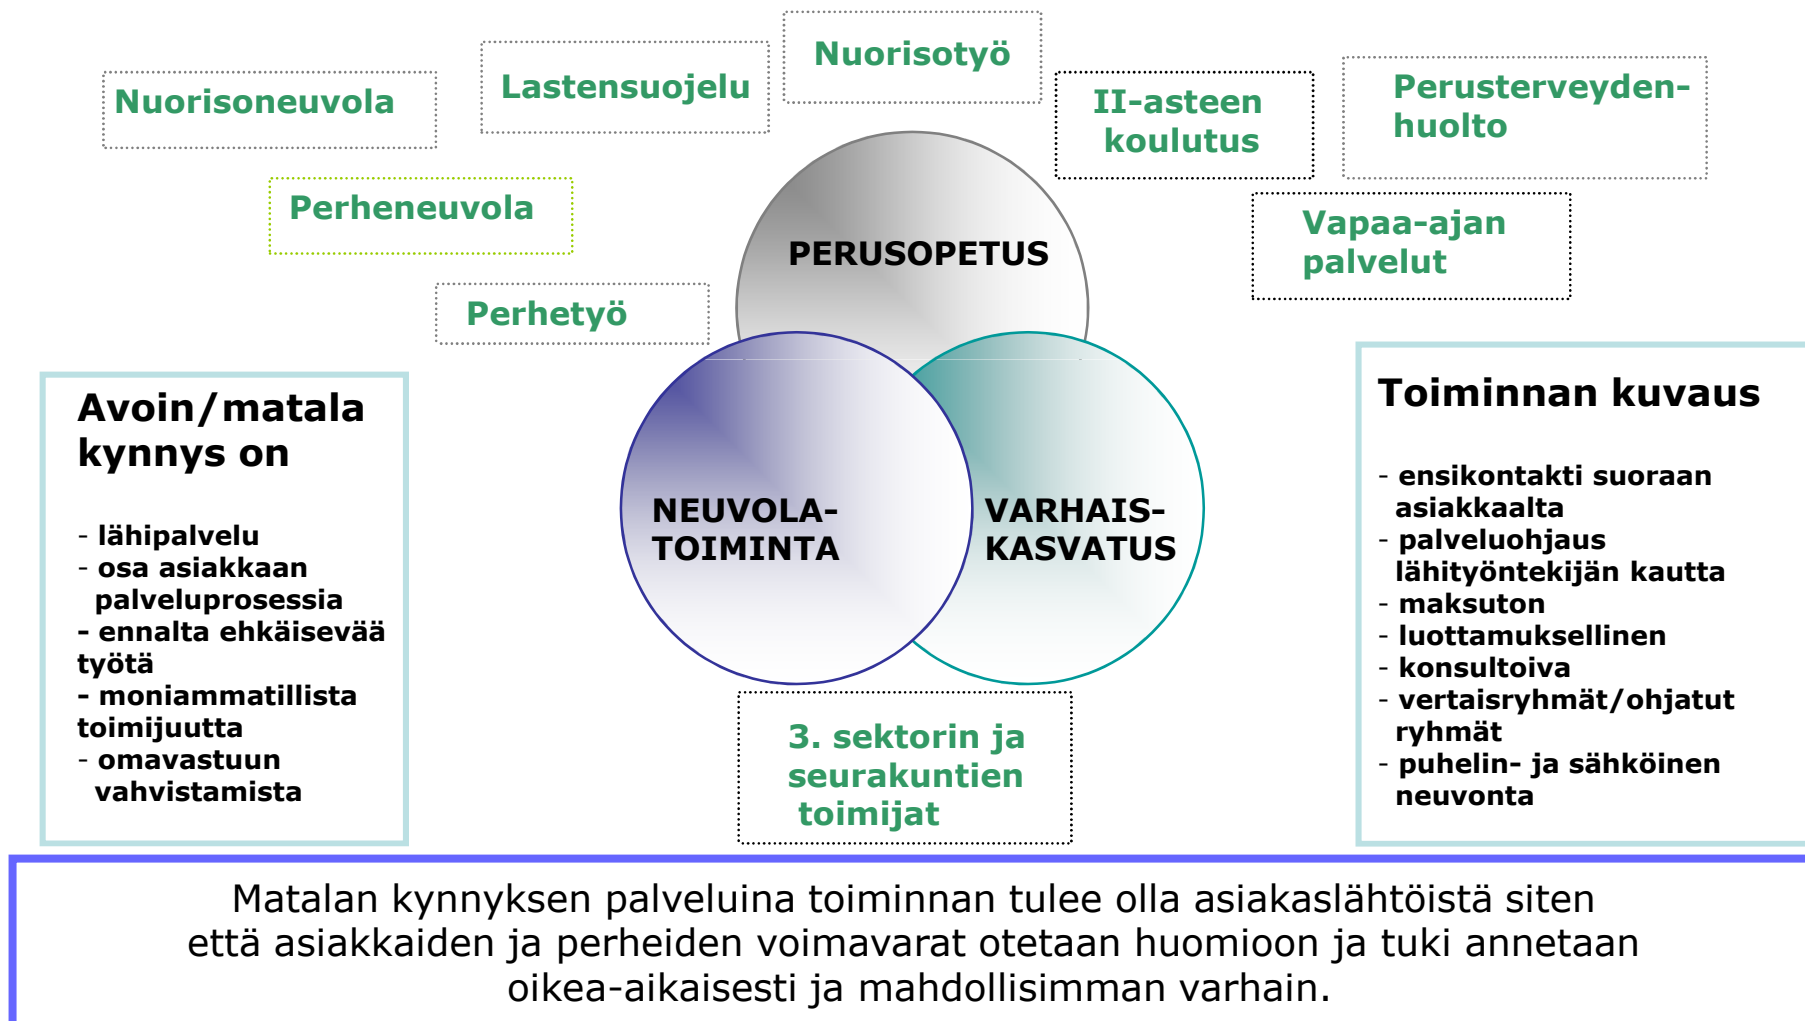 Nuorisotyö
Lastensuojelu
Nuorisoneuvola
II-asteen
koulutus
Perusterveyden-
huolto
Perheneuvola
Vapaa-ajan
palvelut
Perhetyö
PERUSOPETUS
NEUVOLA-
TOIMINTA
VARHAIS-
KASVATUS
3. sektorin ja
seurakuntien
toimijat
Avoin/matala
kynnys on
- lähipalvelu
- osa asiakkaan
palveluprosessia
- ennalta ehkäisevää
työtä
- moniammatillista
toimijuutta
- omavastuun
vahvistamista
Toiminnan kuvaus
- ensikontakti suoraan
asiakkaalta
- palveluohjaus
lähityöntekijän kautta
- maksuton
- luottamuksellinen
- konsultoiva
- vertaisryhmät/ohjatut
ryhmät
- puhelin- ja sähköinen
neuvonta
Matalan kynnyksen palveluina toiminnan tulee olla asiakaslähtöistä siten
että asiakkaiden ja perheiden voimavarat otetaan huomioon ja tuki annetaan
oikea-aikaisesti ja mahdollisimman varhain.